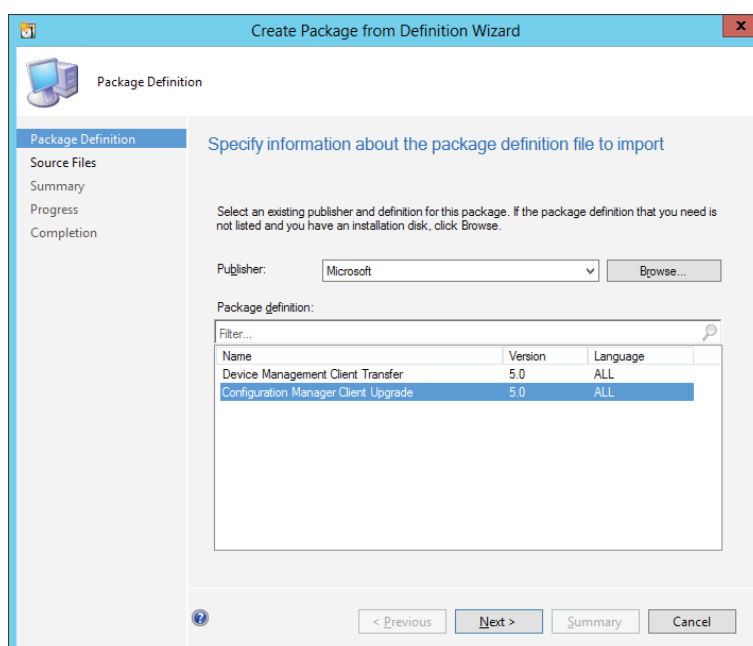 Create Package from Definition Wizard
x
Package Definition
Package Definition
Source Files
Summary
Progress
Completion
Specify information about the package definition file to import
Select an existing publisher and definition for this package. If the package definition that you need is
not listed and you have an installation disk, click Browse.
Publisher: Microsoft Browse...
Package definition:
Filter...
Name Version Language
Device Management Client Transfer 5.0 ALL
Configuration Manager Client Upgrade 5.0 ALL
? < Previous Next > Summary Cancel